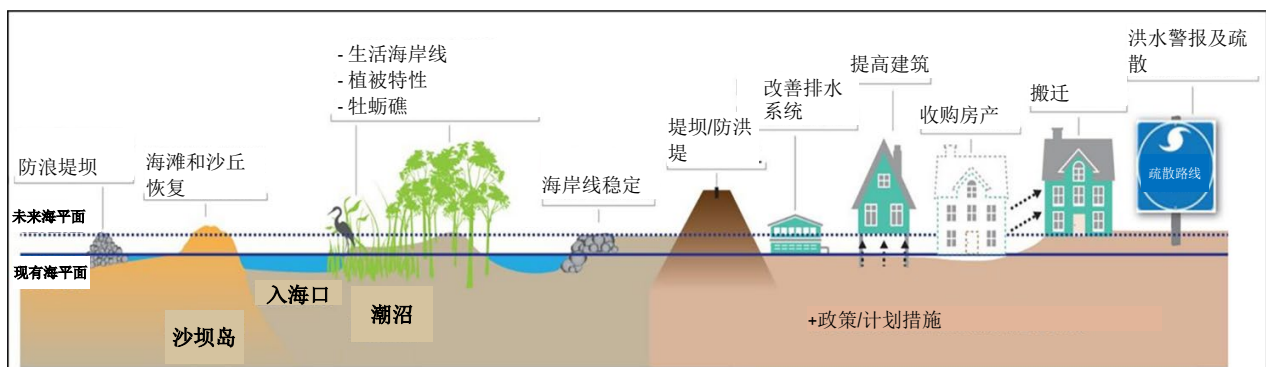 - 生活海岸线
- 植被特性
- 牡蛎礁
防浪堤坝
海滩和沙丘
恢复
海岸线稳定
堤坝/防洪
堤
改善排水
系统
提高建筑
收购房产
搬迁
洪水警报及疏
散
疏散路线
未来海平面
现有海平面
入海口
潮沼
沙坝岛
+政策/计划措施